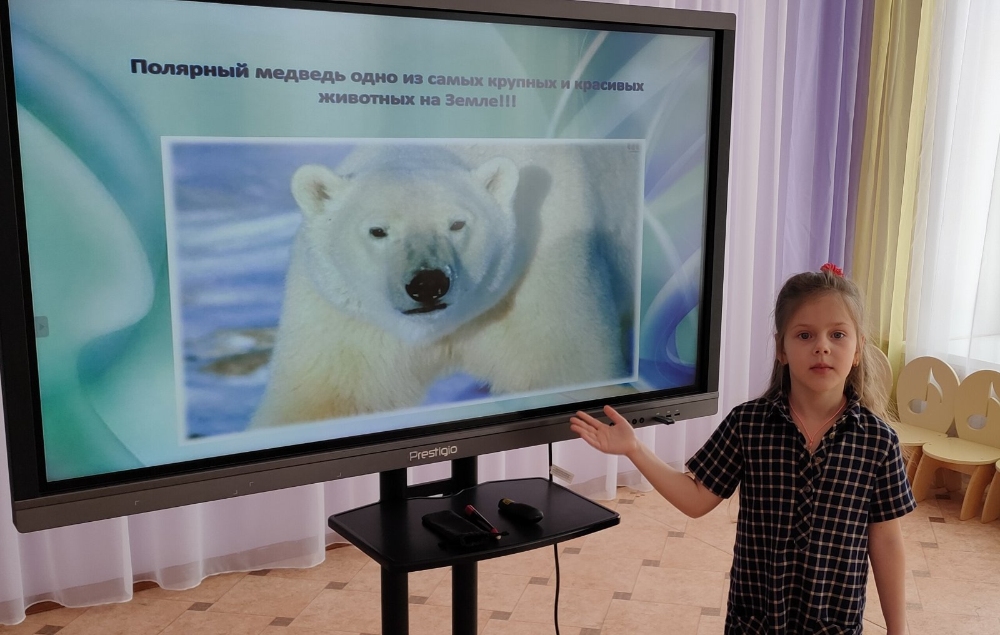 Полярный медведь одно из самых крупных и красивых
животных на Земле!!!
Prestigio